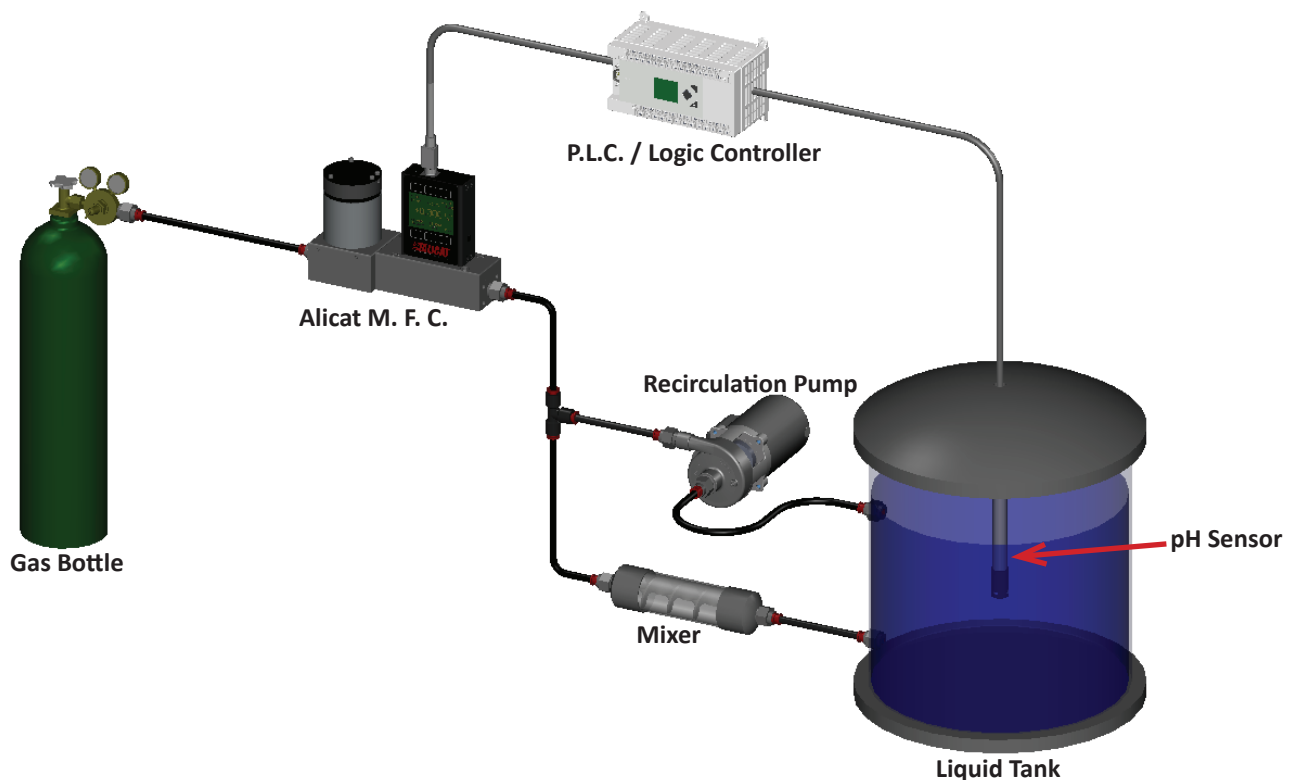 P.L.C. / Logic Controller
Alicat M. F. C.
Recirculation Pump
pH Sensor
Gas Bottle
Mixer
Liquid Tank